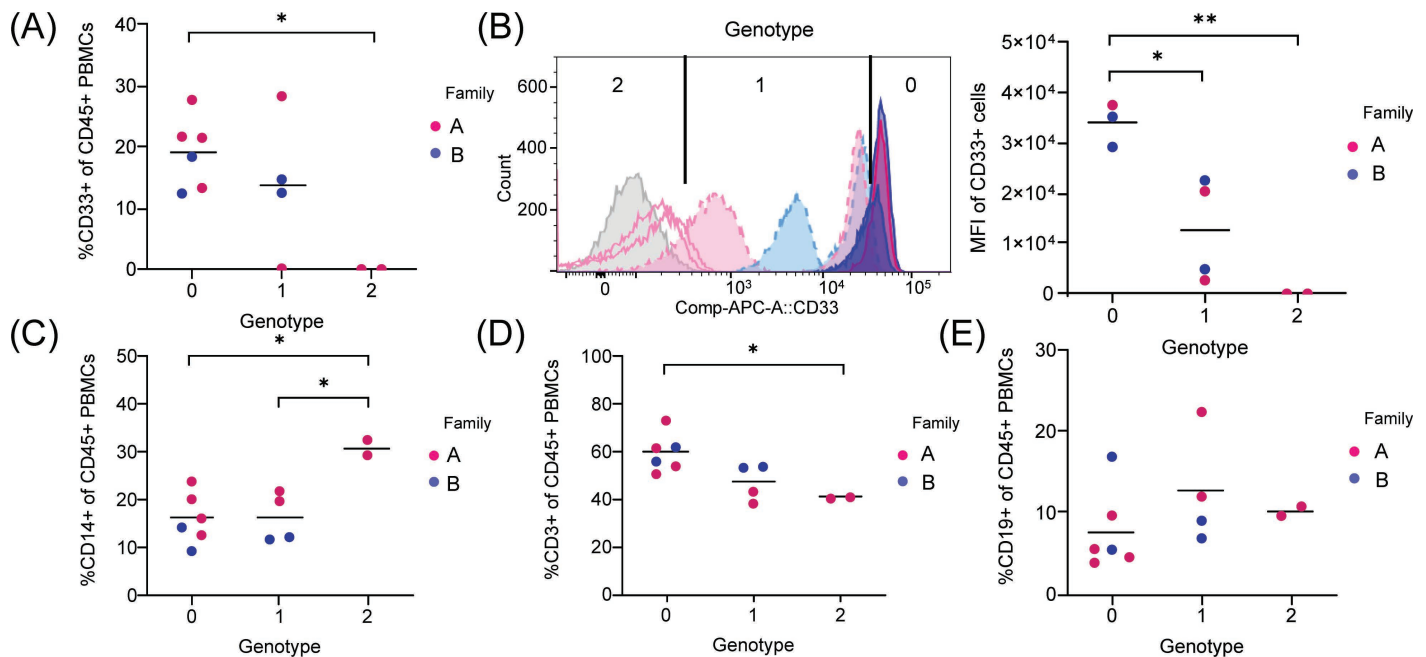 (A)
%CD33+ of CD45+ PBMCs
40
30
20
10
0
*
0 1 2
Genotype
Family
A
B
(B)
Genotype
2 1 0
Count
600
400
200
0
0 10³ 10⁴ 10⁵
Comp-APC-A::CD33
MFI of CD33+ cells
5×10⁴
4×10⁴
3×10⁴
2×10⁴
1×10⁴
0
**
*
0 1 2
Genotype
Family
A
B
(C)
%CD14+ of CD45+ PBMCs
50
40
30
20
10
0
*
*
0 1 2
Genotype
Family
A
B
(D)
%CD3+ of CD45+ PBMCs
100
80
60
40
20
0
*
0 1 2
Genotype
Family
A
B
(E)
%CD19+ of CD45+ PBMCs
30
20
10
0
0 1 2
Genotype
Family
A
B